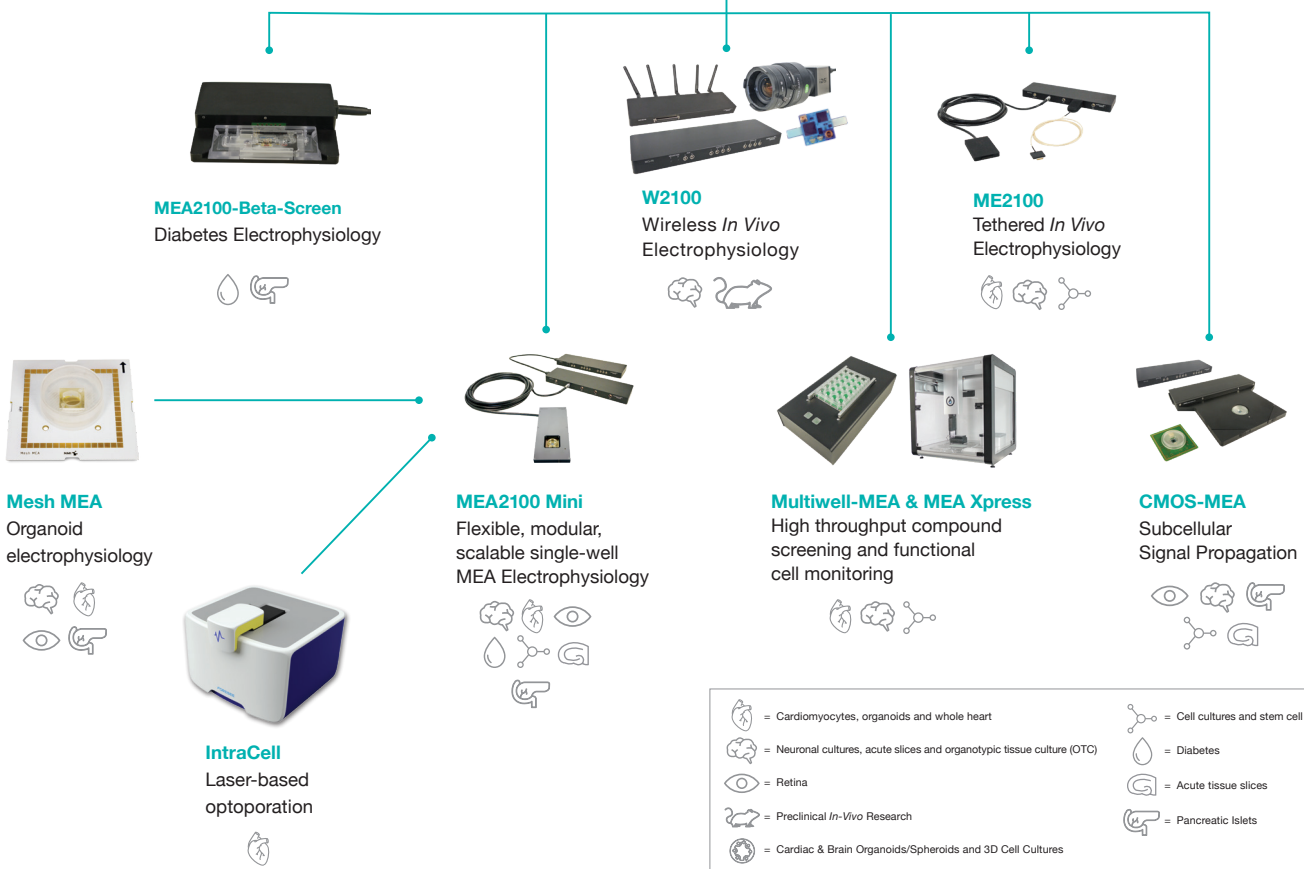 MEA2100-Beta-Screen
Diabetes Electrophysiology
W2100
Wireless In Vivo
Electrophysiology
ME2100
Tethered In Vivo
Electrophysiology
Mesh MEA
Mesh MEA
Organoid
electrophysiology
MEA2100 Mini
Flexible, modular,
scalable single-well
MEA Electrophysiology
Multiwell-MEA & MEA Xpress
High throughput compound
screening and functional
cell monitoring
CMOS-MEA
Subcellular
Signal Propagation
IntraCell
Laser-based
optoporation
= Cardiomyocytes, organoids and whole heart
= Neuronal cultures, acute slices and organotypic tissue culture (OTC)
= Retina
= Preclinical In-Vivo Research
= Cardiac & Brain Organoids/Spheroids and 3D Cell Cultures
= Cell cultures and stem cell
= Diabetes
= Acute tissue slices
= Pancreatic Islets